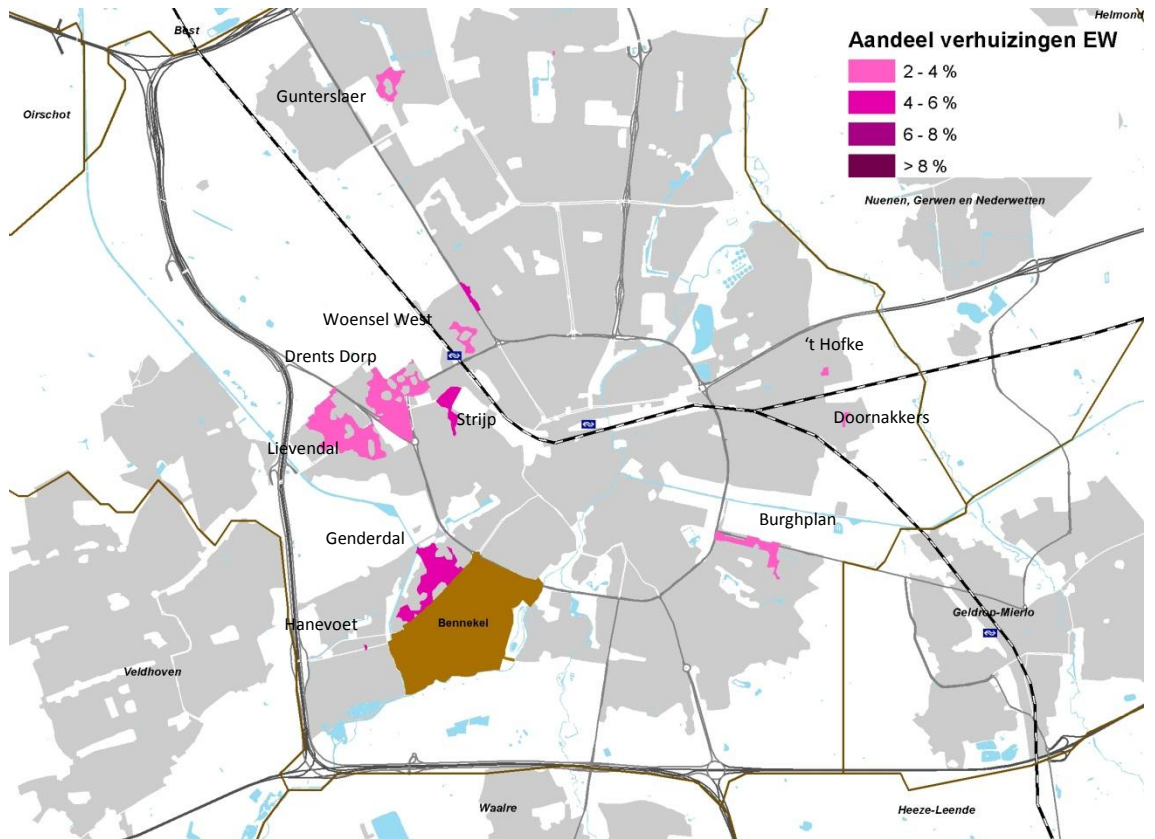 Best
Helmond
Aandeel verhuizingen EW
2 - 4 %
4 - 6 %
6 - 8 %
> 8 %
Gunterslaer
Oirschot
Nuenen, Gerwen en Nederwetten
Woensel West
Drents Dorp
't Hofke
Strijp
Doornakkers
Lievendal
Burghplan
Genderdal
Hanevoet
Bennekel
Geldrop-Mierlo
Veldhoven
Waalre
Heeze-Leende